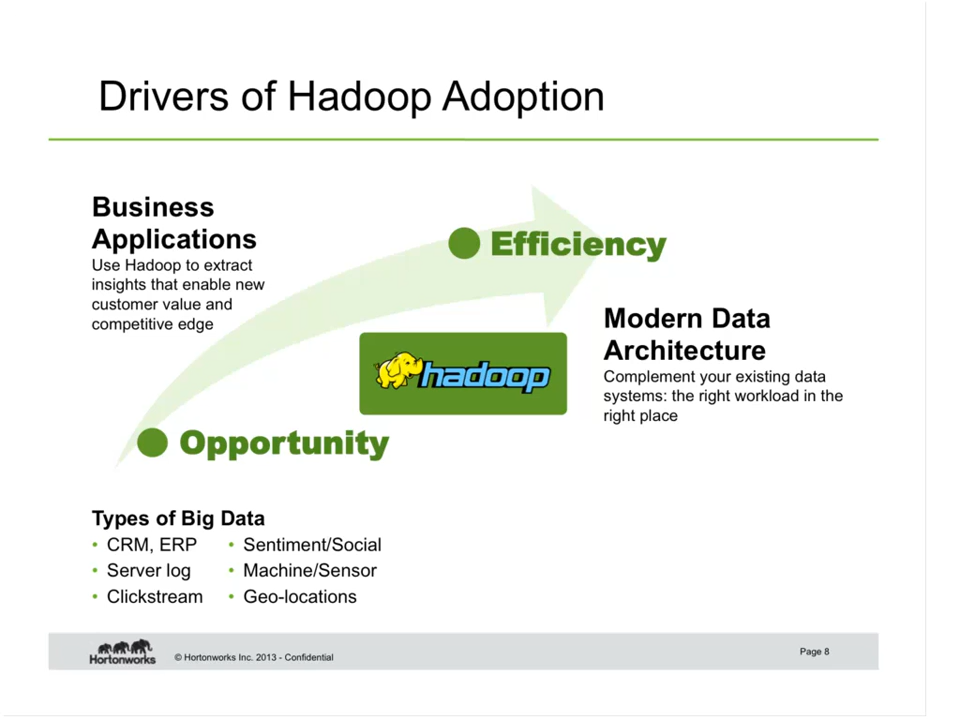 Drivers of Hadoop Adoption
Business
Applications
Use Hadoop to extract
insights that enable new
customer value and
competitive edge
Efficiency
Modern Data
Architecture
Complement your existing data
systems: the right workload in the
right place
hadoop
Opportunity
Types of Big Data
• CRM, ERP
• Server log
• Clickstream
• Sentiment/Social
• Machine/Sensor
• Geo-locations
Hortonworks
© Hortonworks Inc. 2013 - Confidential
Page 8